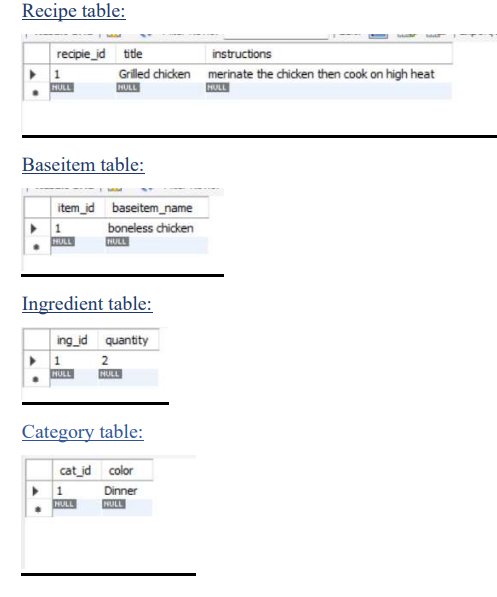 Recipe table:
recipie_id title instructions
1 Grilled chicken merinate the chicken then cook on high heat
NULL NULL NULL
Baseitem table:
item_id baseitem_name
1 boneless chicken
NULL NULL
Ingredient table:
ing_id quantity
1 2
NULL NULL
Category table:
cat_id color
1 Dinner
NULL NULL